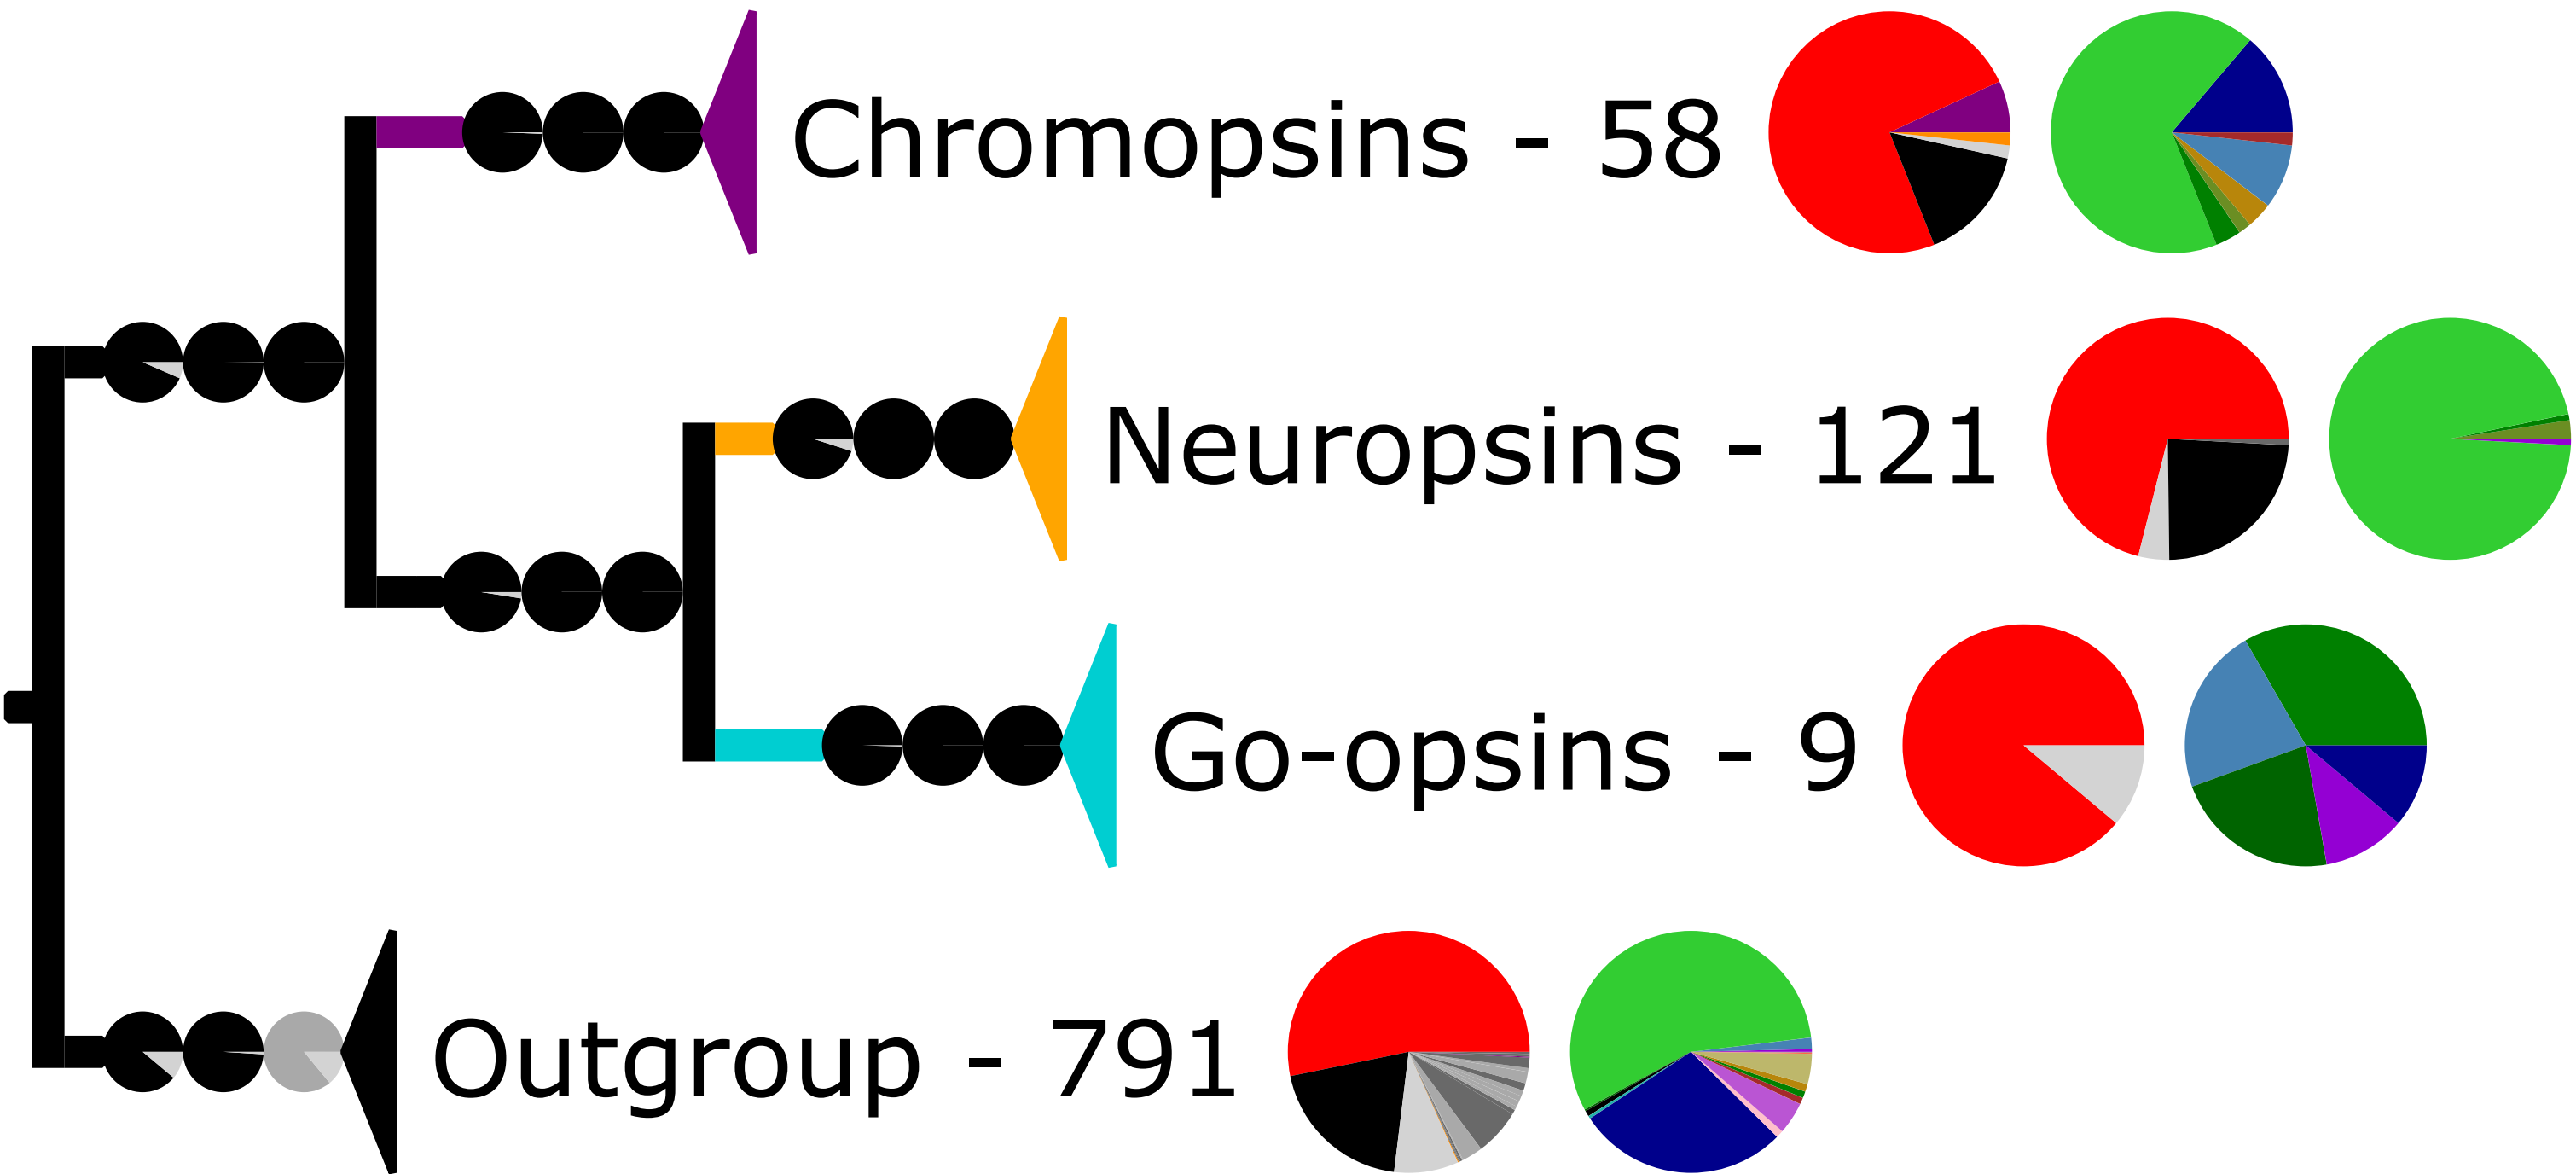 Chromopsins - 58
Neuropsins - 121
Go-opsins - 9
Outgroup - 791